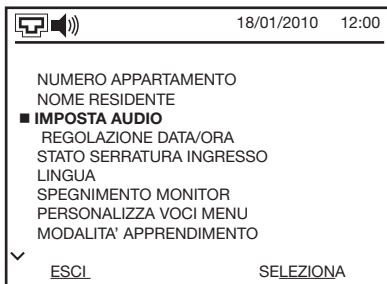 18/01/2010 12:00
NUMERO APPARTAMENTO
NOME RESIDENTE
IMPOSTA AUDIO
REGOLAZIONE DATA/ORA
STATO SERRATURA INGRESSO
LINGUA
SPEGNIMENTO MONITOR
PERSONALIZZA VOCI MENU
MODALITA' APPRENDIMENTO
ESCI SELEZIONA